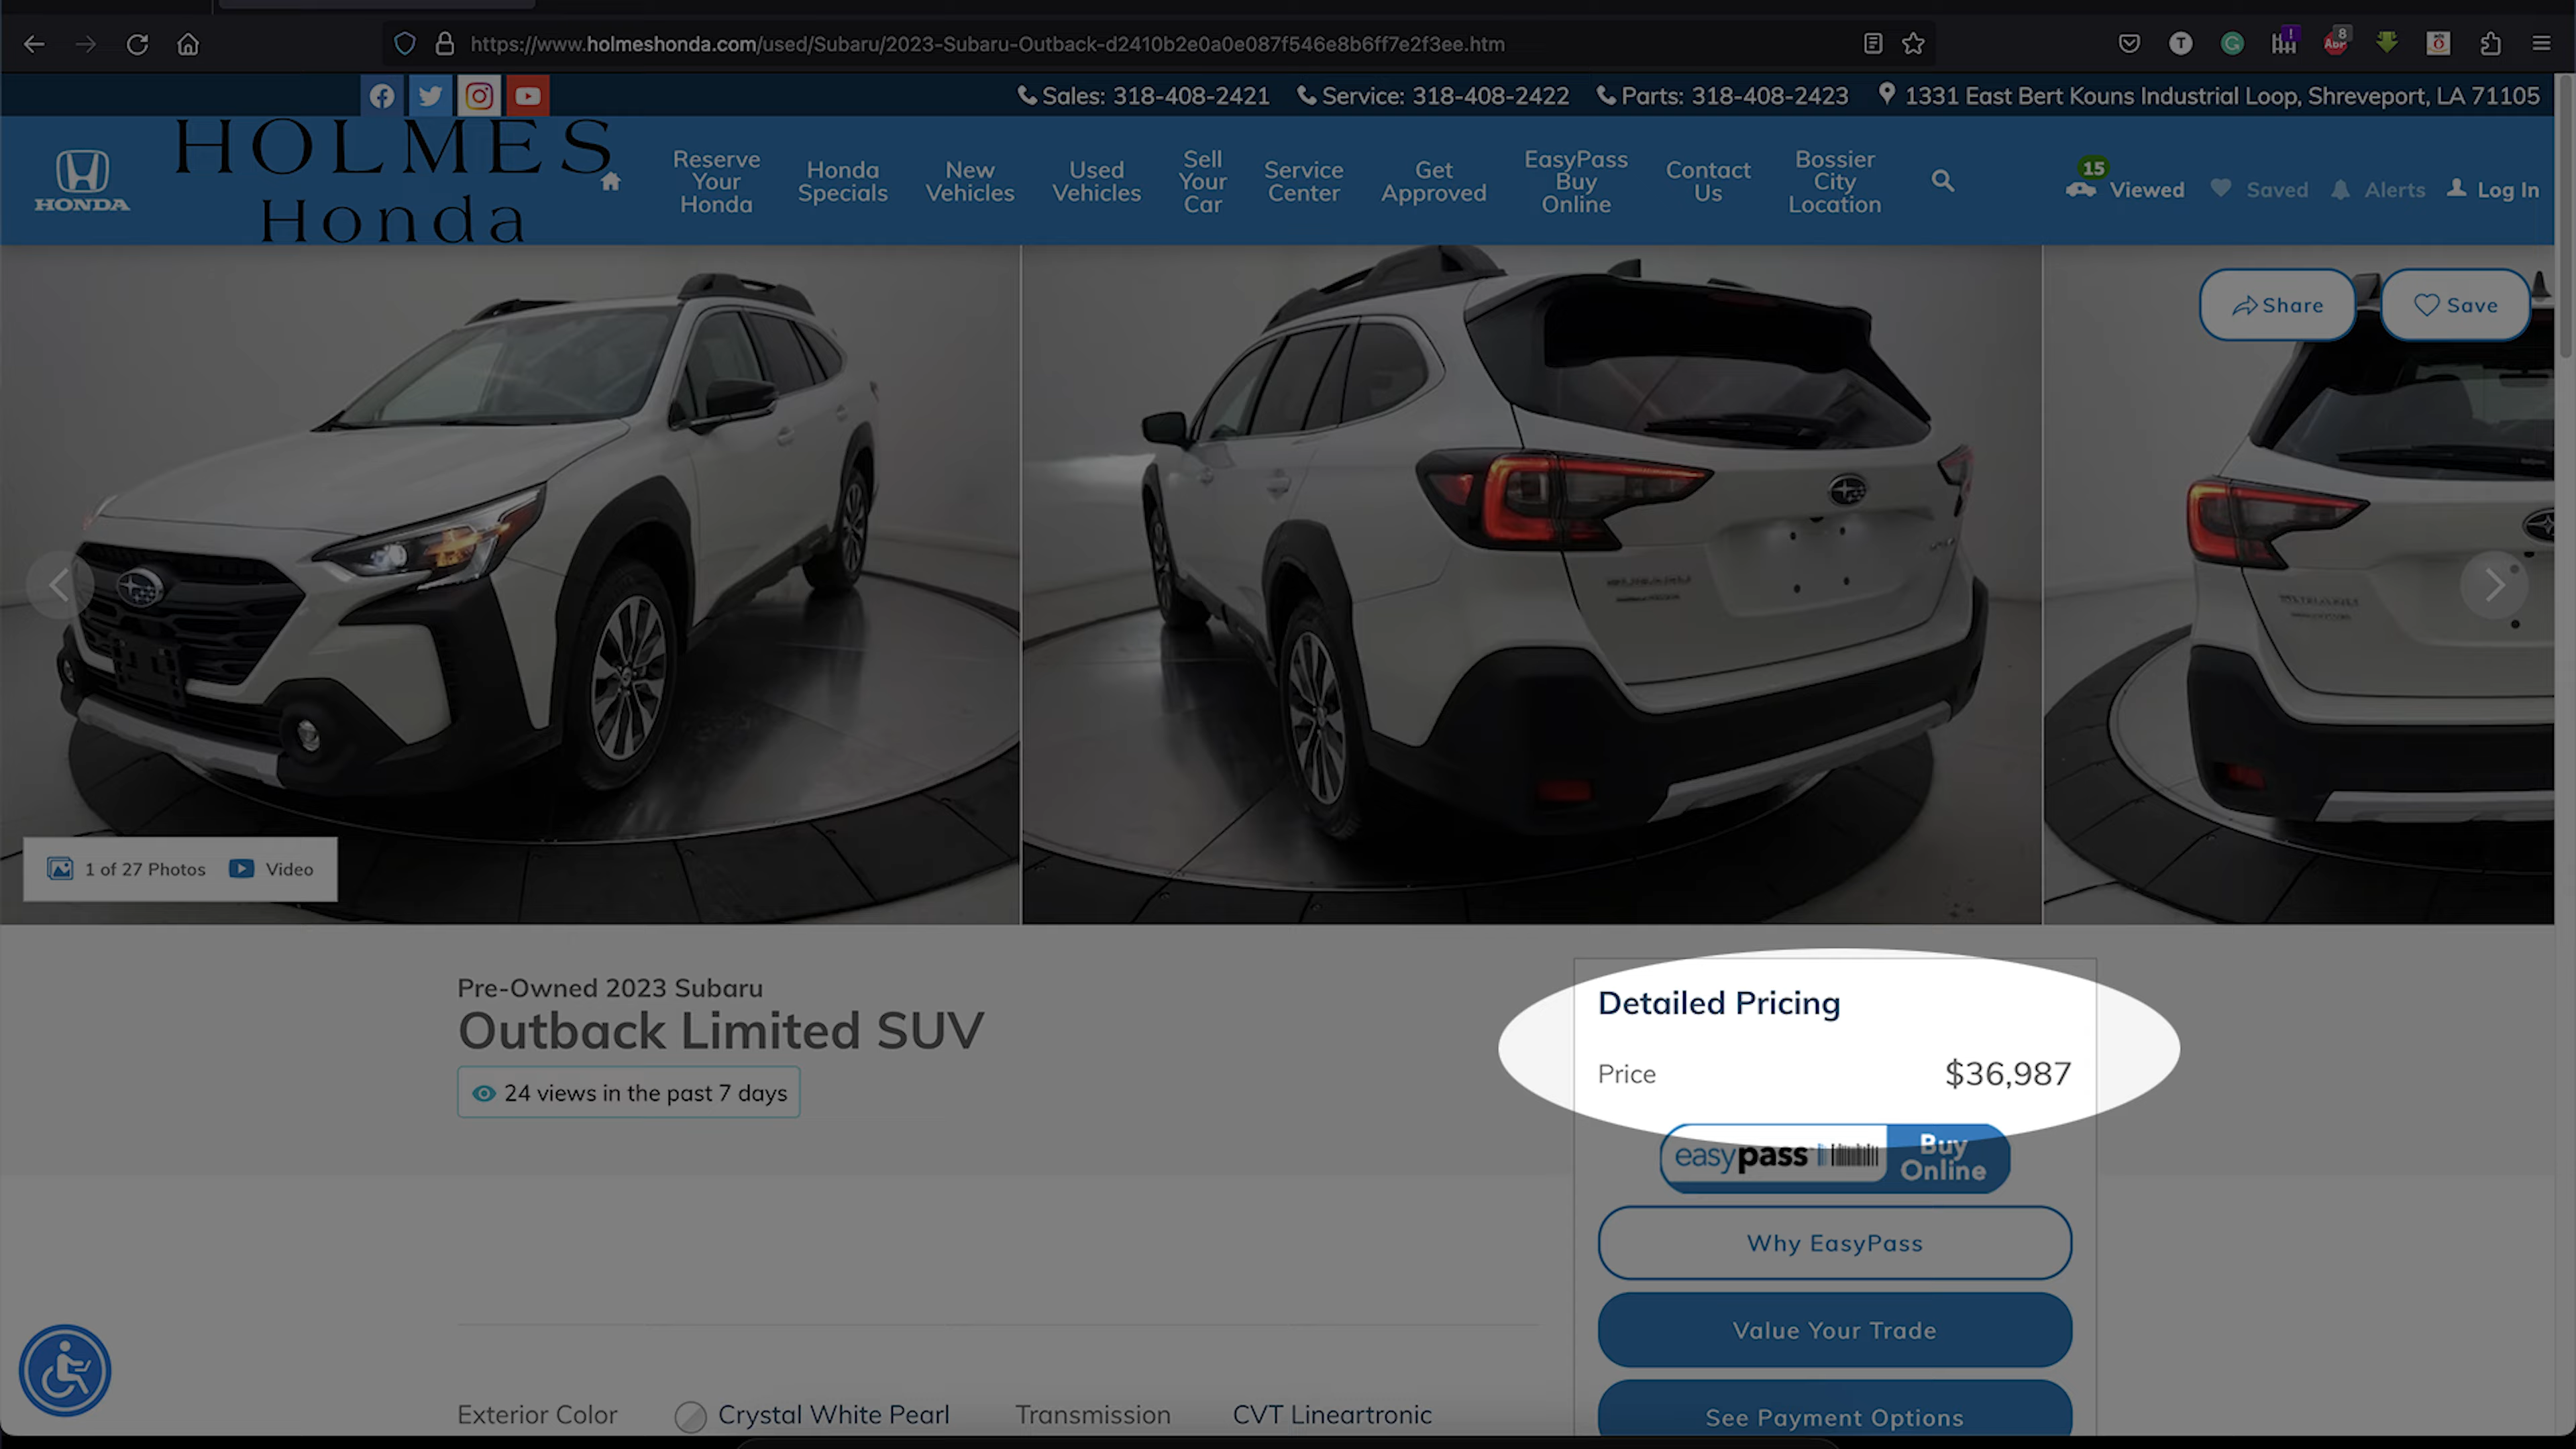 https://www.holmeshonda.com/used/Subaru/2023-Subaru-Outback-d2410b2e0a0e087f546e8b6ff7e2f3ee.htm
T
!
ABP
8
Sales: 318-408-2421
Service: 318-408-2422
Parts: 318-408-2423
1331 East Bert Kouns Industrial Loop, Shreveport, LA 71105
HONDA
HOLMES
Honda
Reserve
Your
Honda
Honda
Specials
New
Vehicles
Used
Vehicles
Sell
Your
Car
Service
Center
Get
Approved
EasyPass
Buy
Online
Contact
Us
Bossier
City
Location
15
Viewed
Saved
Alerts
Log In
Share
Save
1 of 27 Photos
Video
Pre-Owned 2023 Subaru
Outback Limited SUV
24 views in the past 7 days
Detailed Pricing
Price $36,987
easypass
Buy
Online
Why EasyPass
Value Your Trade
See Payment Options
Exterior Color Crystal White Pearl Transmission CVT Lineartronic